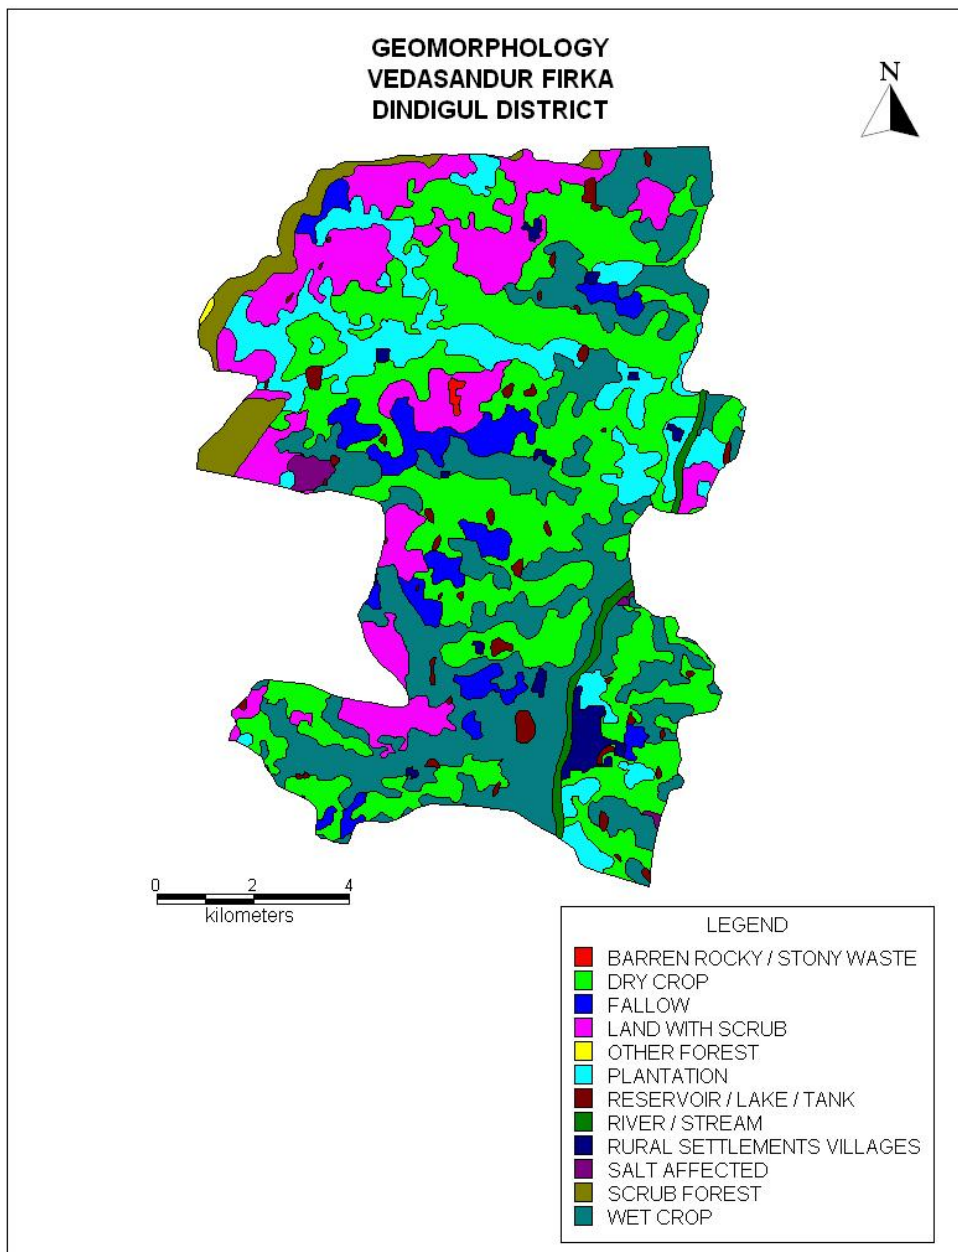 GEOMORPHOLOGY
VEDASANDUR FIRKA
DINDIGUL DISTRICT
N
0 2 4
kilometers
LEGEND
BARREN ROCKY / STONY WASTE
DRY CROP
FALLOW
LAND WITH SCRUB
OTHER FOREST
PLANTATION
RESERVOIR / LAKE / TANK
RIVER / STREAM
RURAL SETTLEMENTS VILLAGES
SALT AFFECTED
SCRUB FOREST
WET CROP